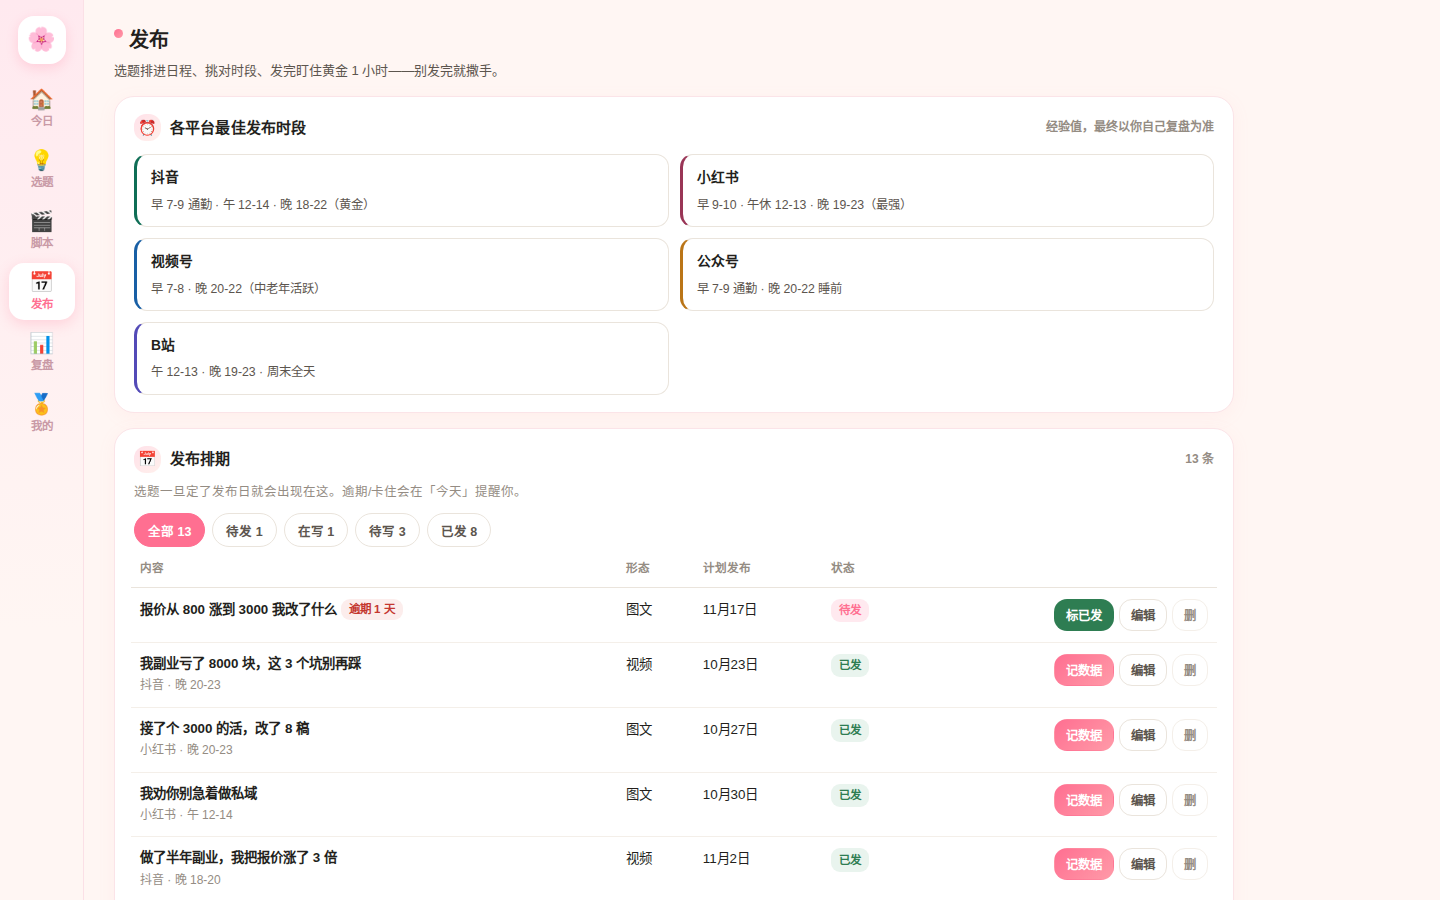 今日
选题
脚本
发布
复盘
我的
发布
选题排进日程、挑对时段、发完盯住黄金 1 小时——别发完就撒手。
各平台最佳发布时段
经验值，最终以你自己复盘为准
抖音
早 7-9 通勤 · 午 12-14 · 晚 18-22（黄金）
小红书
早 9-10 · 午休 12-13 · 晚 19-23（最强）
视频号
早 7-8 · 晚 20-22（中老年活跃）
公众号
早 7-9 通勤 · 晚 20-22 睡前
B站
午 12-13 · 晚 19-23 · 周末全天
发布排期
13 条
选题一旦定了发布日就会出现在这。逾期/卡住会在「今天」提醒你。
全部 13 待发 1 在写 1 待写 3 已发 8
内容 形态 计划发布 状态
报价从 800 涨到 3000 我改了什么 逾期 1 天 图文 11月17日 待发 标已发 编辑 删
我副业亏了 8000 块，这 3 个坑别再踩 视频 10月23日 已发 记数据 编辑 删
抖音 · 晚 20-23
接了个 3000 的活，改了 8 稿 图文 10月27日 已发 记数据 编辑 删
小红书 · 晚 20-23
我劝你别急着做私域 图文 10月30日 已发 记数据 编辑 删
小红书 · 午 12-14
做了半年副业，我把报价涨了 3 倍 视频 11月2日 已发 记数据 编辑 删
抖音 · 晚 18-20